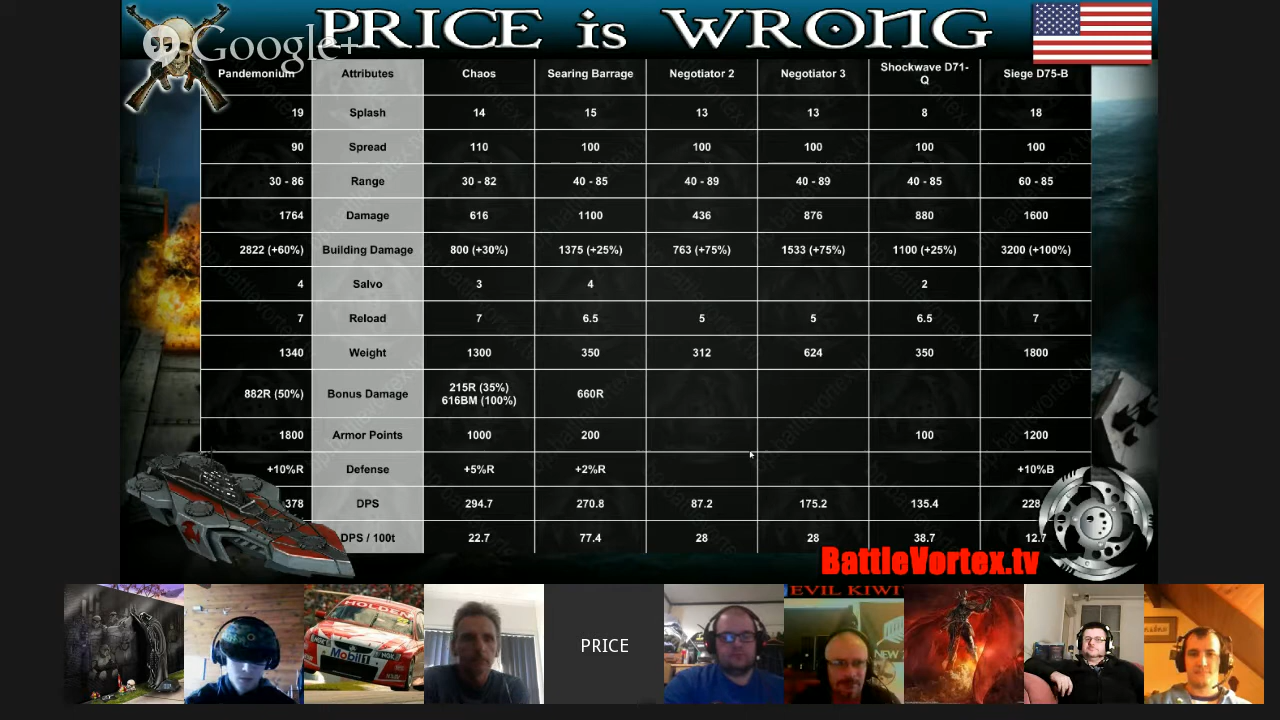 PRICE is WRONG
Google+
Pandemonium Attributes Chaos Searing Barrage Negotiator 2 Negotiator 3 Shockwave D71-Q Siege D75-B
19 Splash 14 15 13 13 8 18
90 Spread 110 100 100 100 100 100
30 - 86 Range 30 - 82 40 - 85 40 - 89 40 - 89 40 - 85 60 - 85
1764 Damage 616 1100 436 876 880 1600
2822 (+60%) Building Damage 800 (+30%) 1375 (+25%) 763 (+75%) 1533 (+75%) 1100 (+25%) 3200 (+100%)
4 Salvo 3 4 2
7 Reload 7 6.5 5 5 6.5 7
1340 Weight 1300 350 312 624 350 1800
882R (50%) Bonus Damage 215R (35%) 616BM (100%) 660R
1800 Armor Points 1000 200 100 1200
+10%R Defense +5%R +2%R +10%B
378 DPS 294.7 270.8 87.2 175.2 135.4 228
DPS / 100t 22.7 77.4 28 28 38.7 12.7
BattleVortex.tv
HOLDEN
Mobil 1
PRICE
EVIL KIWI
NEW